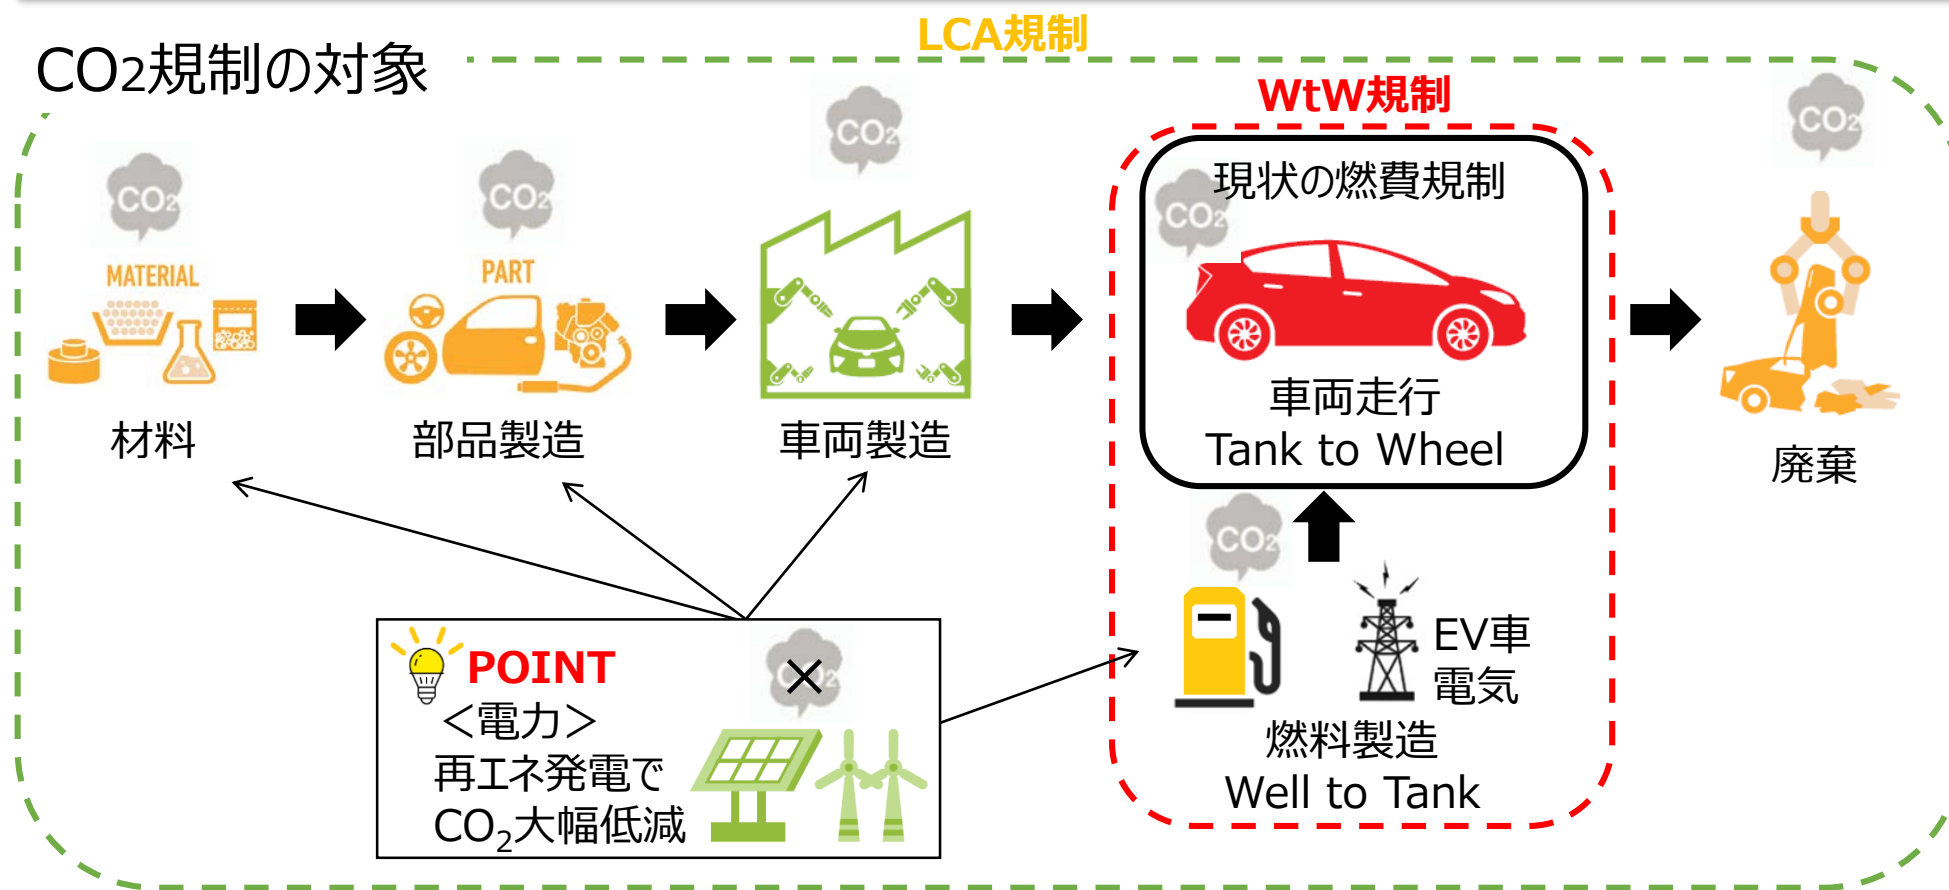 LCA規制
CO2規制の対象
WtW規制
CO2
CO2
CO2
CO2
CO2
現状の燃費規制
MATERIAL
PART
材料
部品製造
車両製造
車両走行
Tank to Wheel
廃棄
CO2
POINT
CO2
<電力>
再エネ発電で
CO₂大幅低減
EV車
電気
燃料製造
Well to Tank